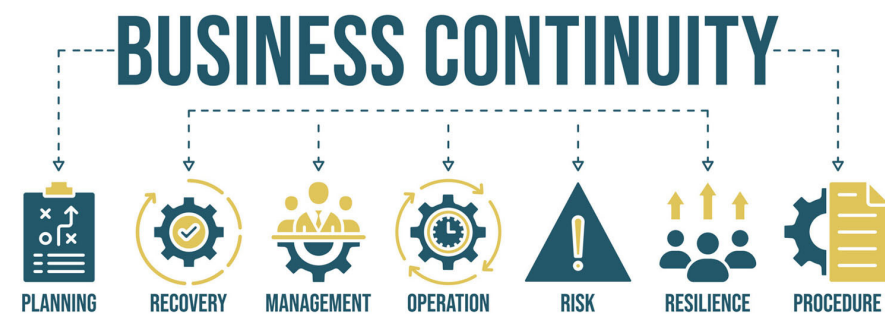 BUSINESS CONTINUITY
PLANNING RECOVERY MANAGEMENT OPERATION RISK RESILIENCE PROCEDURE